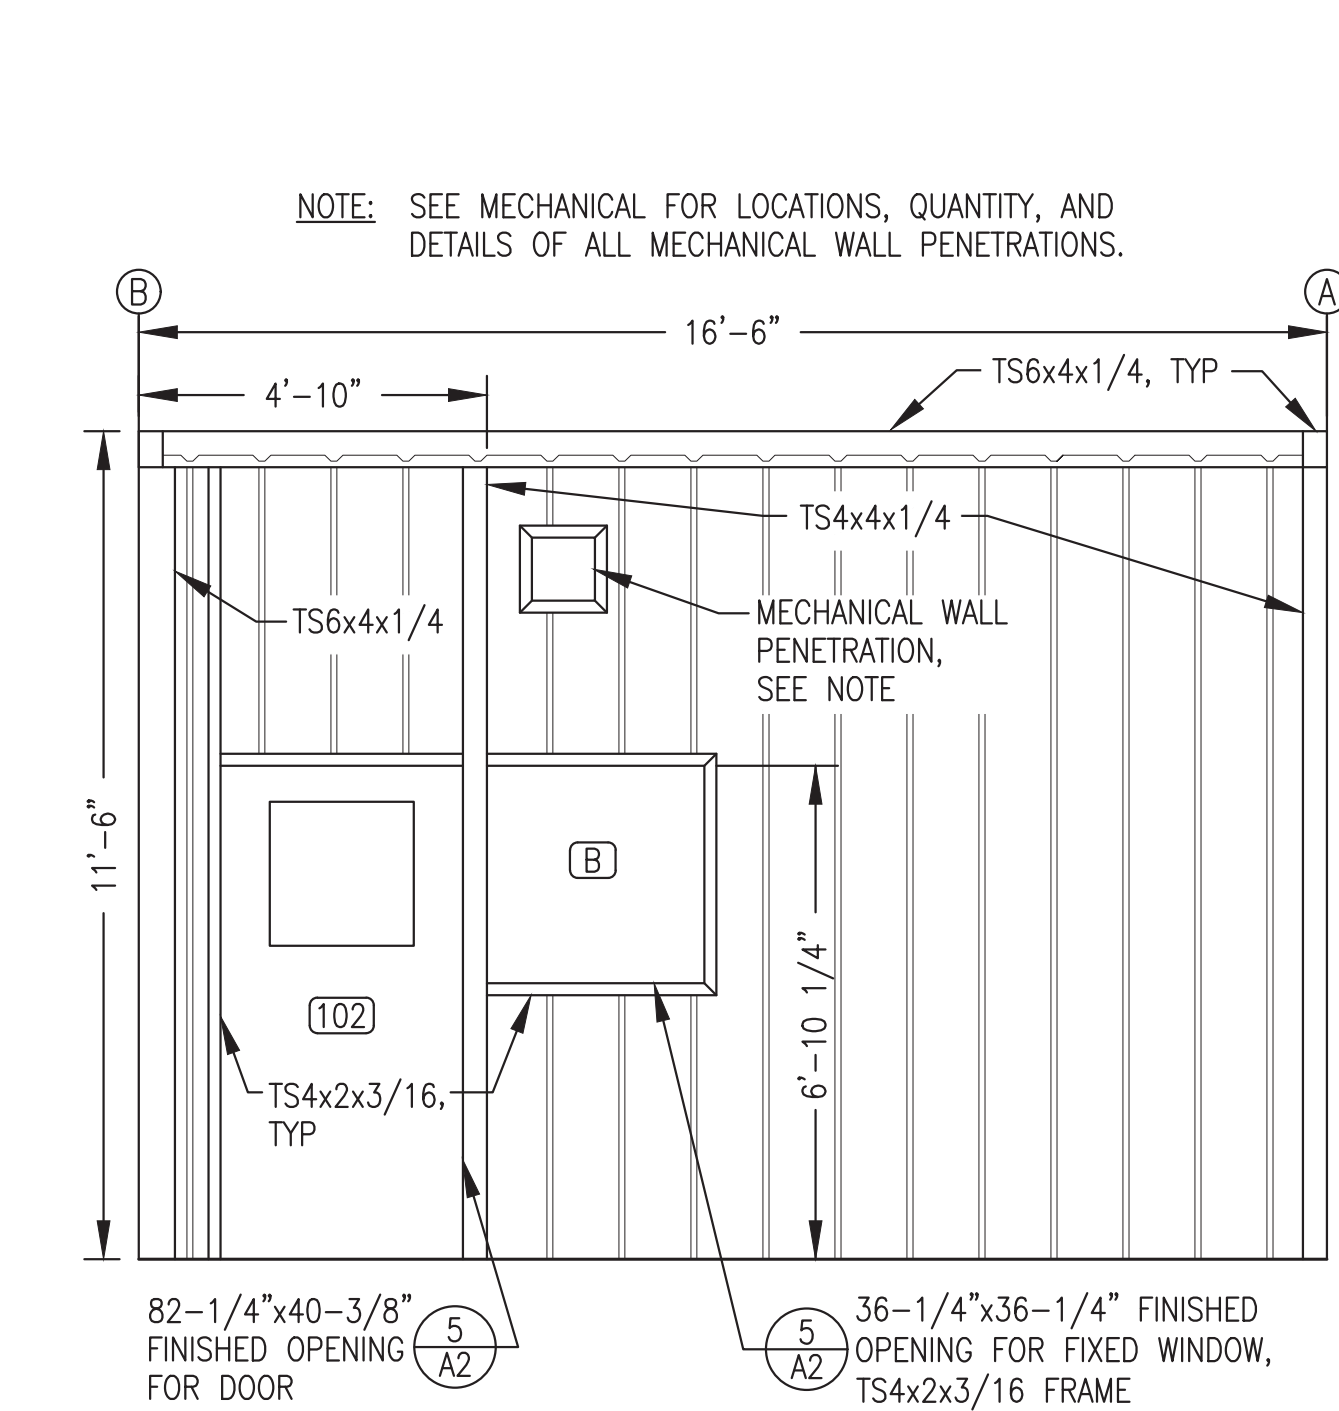 NOTE: SEE MECHANICAL FOR LOCATIONS, QUANTITY, AND
DETAILS OF ALL MECHANICAL WALL PENETRATIONS.
B
A
16'-6"
TS6x4x1/4, TYP
4'-10"
TS4x4x1/4
TS6x4x1/4
MECHANICAL WALL
PENETRATION,
SEE NOTE
11'-6"
B
6'-10 1/4"
102
TS4x2x3/16,
TYP
82-1/4"x40-3/8"
FINISHED OPENING
FOR DOOR
5
A2
5
A2
36-1/4"x36-1/4" FINISHED
OPENING FOR FIXED WINDOW,
TS4x2x3/16 FRAME